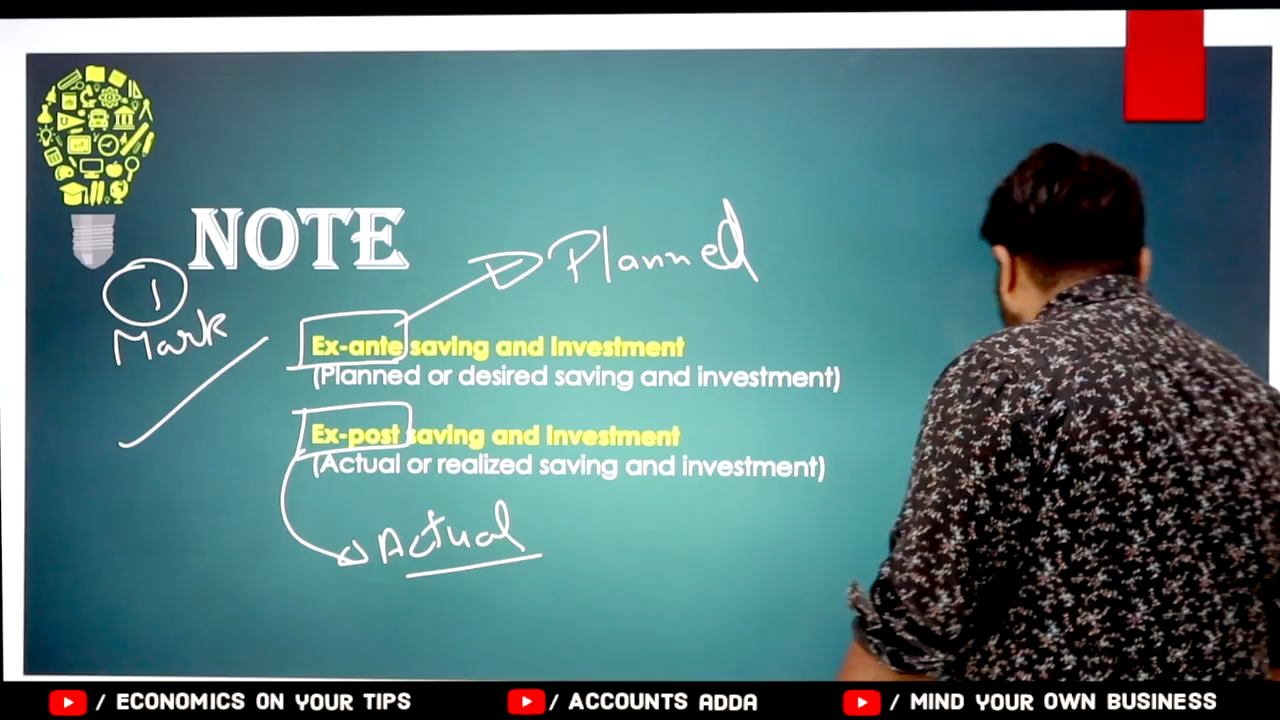 NOTE
Planned
1
Mark
Ex-ante saving and investment
(Planned or desired saving and investment)
Ex-post saving and investment
(Actual or realized saving and investment)
Actual
/ ECONOMICS ON YOUR TIPS
/ ACCOUNTS ADDA
/ MIND YOUR OWN BUSINESS